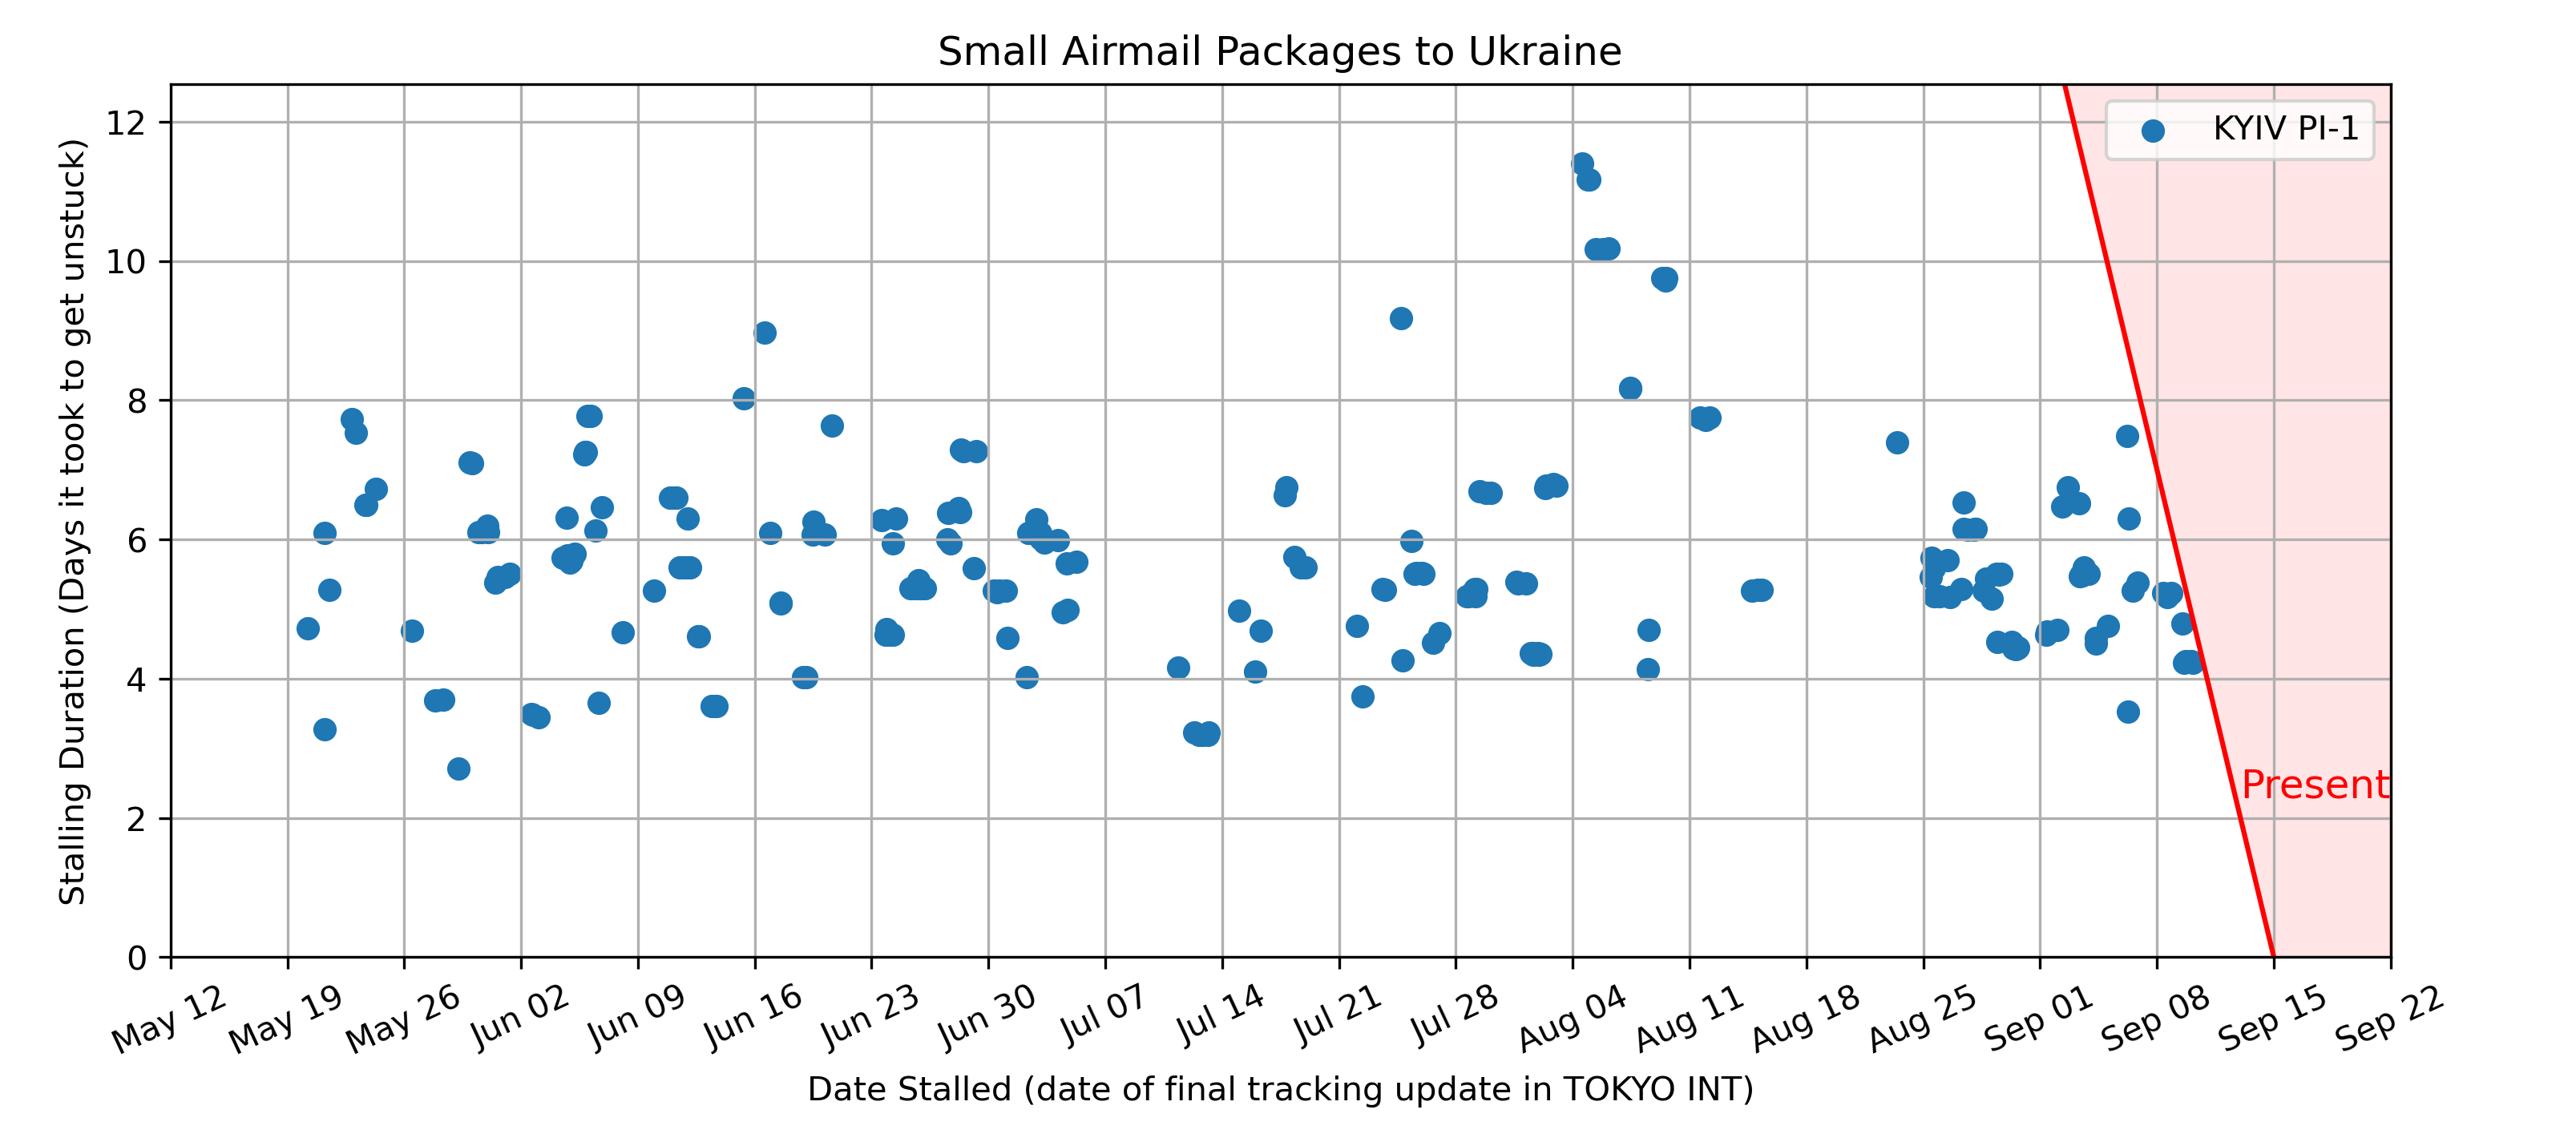 Small Airmail Packages to Ukraine
KYIV PI-1
Present
Stalling Duration (Days it took to get unstuck)
12
10
8
6
4
2
0
May 12
May 19
May 26
Jun 02
Jun 09
Jun 16
Jun 23
Jun 30
Jul 07
Jul 14
Jul 21
Jul 28
Aug 04
Aug 11
Aug 18
Aug 25
Sep 01
Sep 08
Sep 15
Sep 22
Date Stalled (date of final tracking update in TOKYO INT)